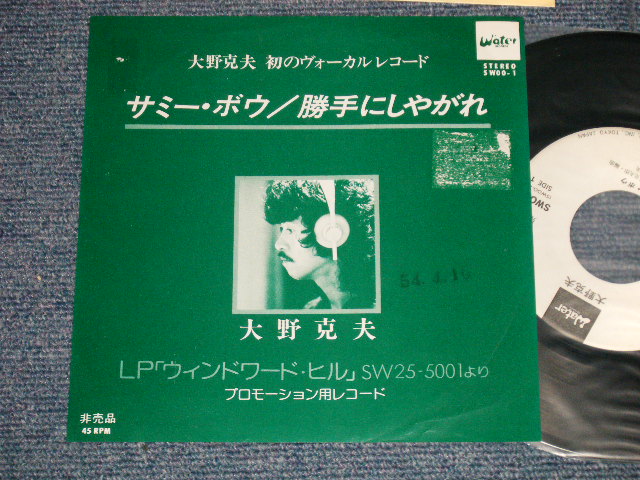 Water
STEREO
SW00-1
大野克夫 初のヴォーカルレコード
サミー・ボウ/勝手にしやがれ
大野克夫
LP「ウィンドワード・ヒル」SW25-5001より
プロモーション用レコード
非売品
45 RPM
SIDE 1
Water
大野克夫